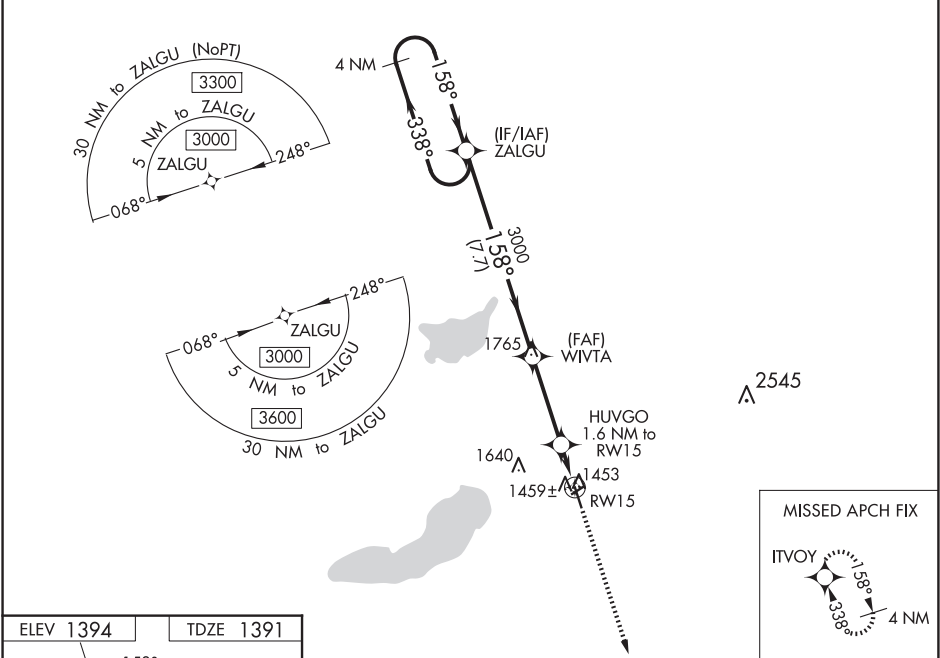 30 NM to ZALGU (NoPT)
3300
5 NM to ZALGU
3000
ZALGU
248°
068°
4 NM
158°
338°
(IF/IAF)
ZALGU
3000
158°
(7.7)
248°
068°
ZALGU
3000
5 NM to ZALGU
3600
30 NM to ZALGU
1765
(FAF)
WIVTA
2545
HUVGO
1.6 NM to
RW15
1640
1453
1459±
RW15
MISSED APCH FIX
ITVOY
158°
338°
4 NM
ELEV 1394
TDZE 1391